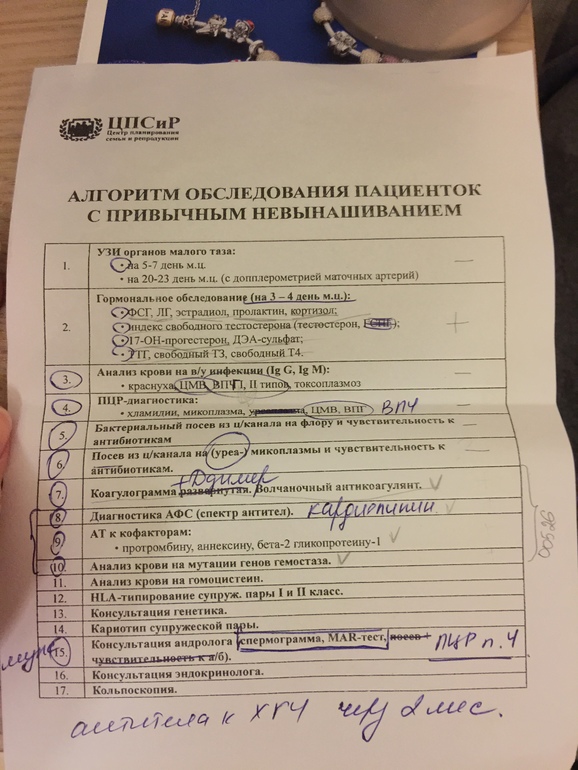 ЦПСиР
Центр планирования
семьи и репродукции
АЛГОРИТМ ОБСЛЕДОВАНИЯ ПАЦИЕНТОК
С ПРИВЫЧНЫМ НЕВЫНАШИВАНИЕМ
1. УЗИ органов малого таза:
• на 5-7 день м.ц.
• на 20-23 день м.ц. (с допплерометрией маточных артерий)
2. Гормональное обследование (на 3 – 4 день м.ц.):
• ФСГ, ЛГ, эстрадиол, пролактин, кортизол;
• индекс свободного тестостерона (тестостерон, );
• 17-ОН-прогестерон, ДЭА-сульфат;
• ТТГ, свободный Т3, свободный Т4.
3. Анализ крови на в/у инфекции (Ig G, Ig M):
• краснуха, ЦМВ, ВПГ I, II типов, токсоплазмоз
4. ПЦР-диагностика:
• хламидии, микоплазма, уреаплазма, ЦМВ, ВПГ ВПЧ
5. Бактериальный посев из ц/канала на флору и чувствительность к
антибиотикам
6. Посев из ц/канала на (уреа-) микоплазмы и чувствительность к
антибиотикам.
+ Ддимер
7. Коагулограмма развернутая. Волчаночный антикоагулянт.
8. Диагностика АФС (спектр антител). кардиолипин
9. АТ к кофакторам:
• протромбину, аннексину, бета-2 гликопротеину-1
10. Анализ крови на мутации генов гемостаза.
00526
11. Анализ крови на гомоцистеин.
12. HLA-типирование супруж. пары I и II класс.
13. Консультация генетика.
14. Кариотип супружеской пары.
муж 15. Консультация андролога (спермограмма, MAR-тест, посев + ПЦР п. 4
чувствительность к а/б).
16. Консультация эндокринолога.
17. Кольпоскопия.
антитела к ХГЧ через 2 мес.